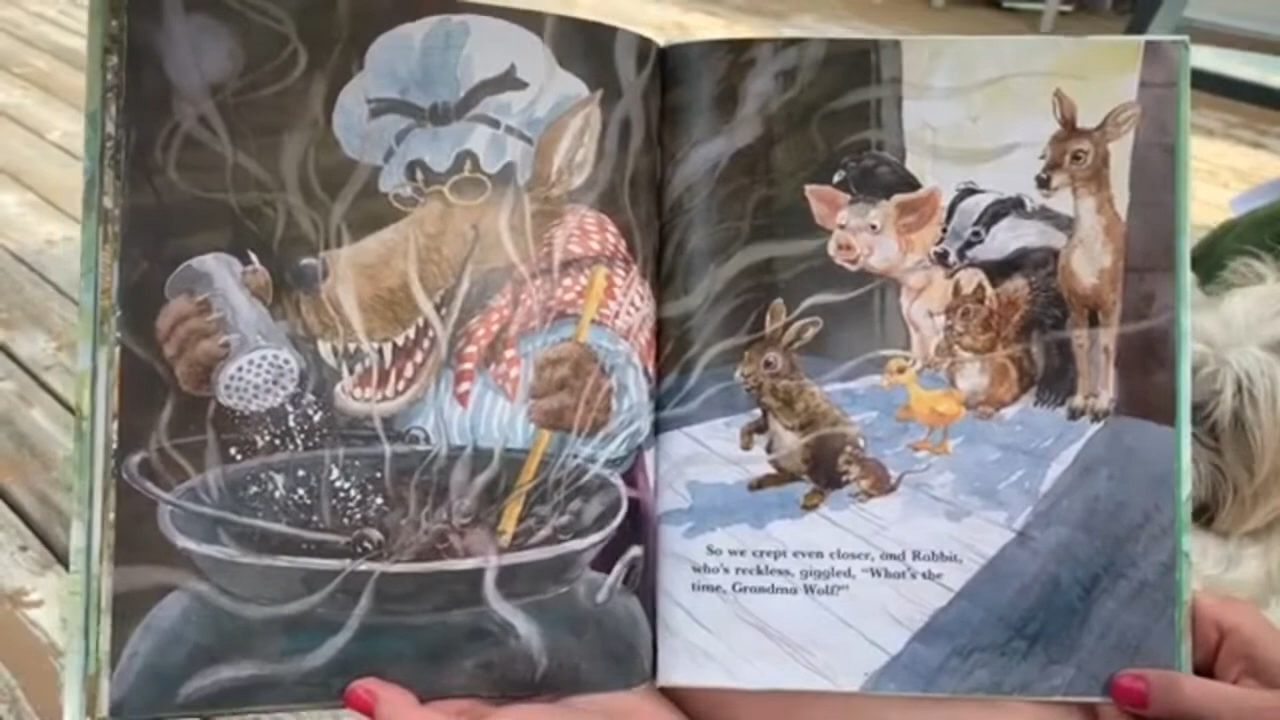 So we crept even closer, and Rabbit,
who's reckless, giggled, "What's the
time, Grandma Wolf?"